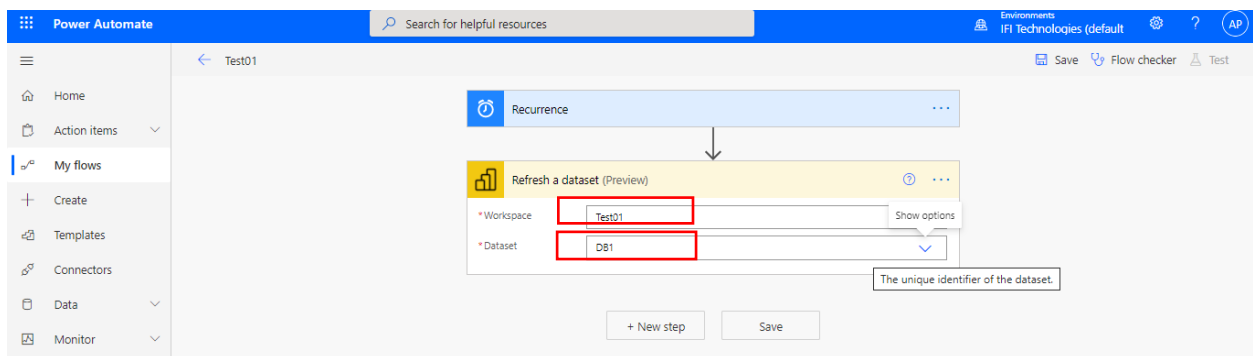 Power Automate
Search for helpful resources
Environments
IFI Technologies (default
?
AP
Test01
Save
Flow checker
Test
Home
Action items
My flows
Create
Templates
Connectors
Data
Monitor
Recurrence
...
Refresh a dataset (Preview)
?
...
*Workspace
Test01
Show options
*Dataset
DB1
The unique identifier of the dataset.
+ New step
Save